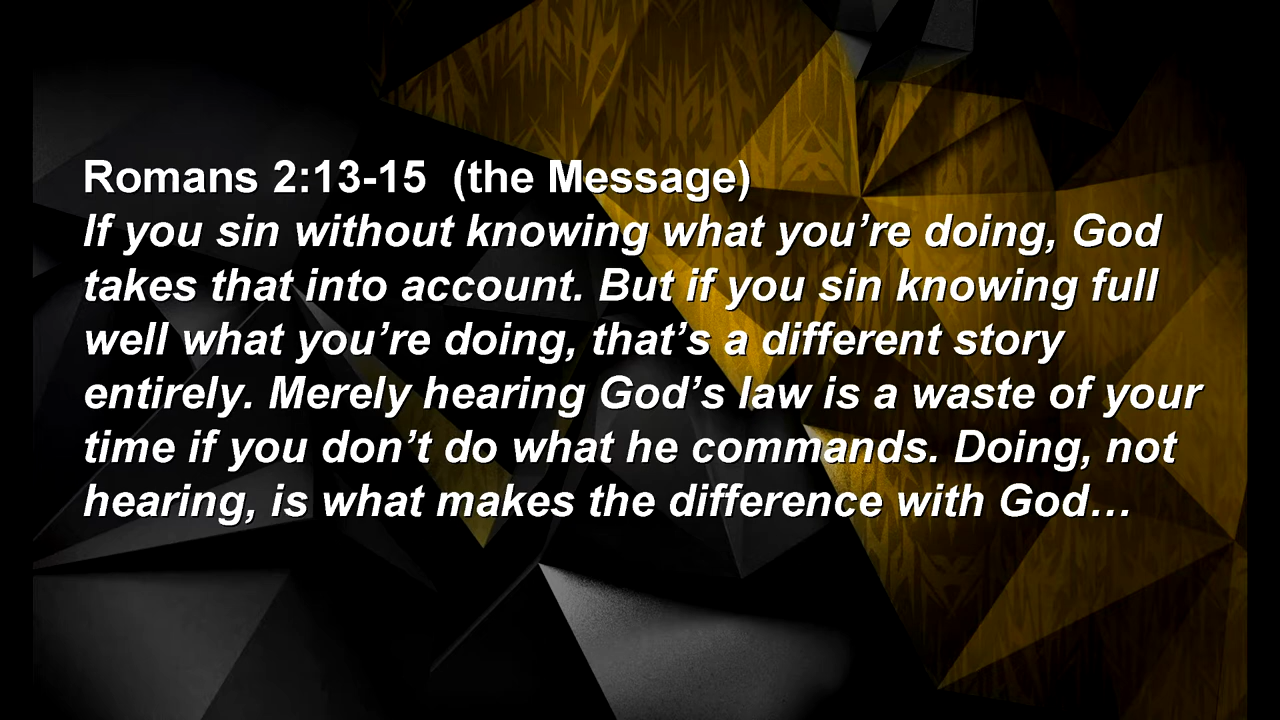 Romans 2:13-15  (the Message)
If you sin without knowing what you’re doing, God
takes that into account. But if you sin knowing full
well what you’re doing, that’s a different story
entirely. Merely hearing God’s law is a waste of your
time if you don’t do what he commands. Doing, not
hearing, is what makes the difference with God…